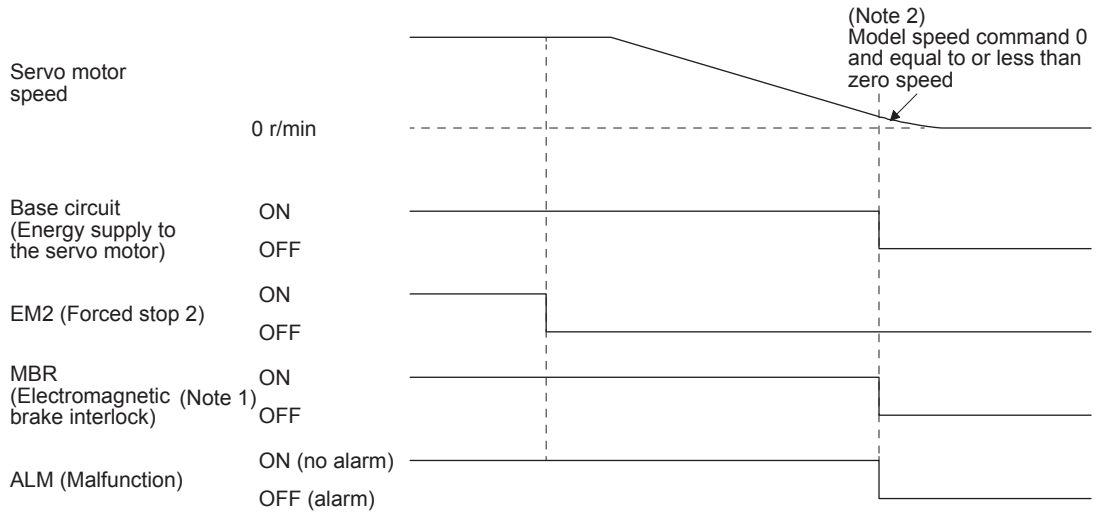 (Note 2)
Model speed command 0
and equal to or less than
zero speed
Servo motor
speed
0 r/min
Base circuit
(Energy supply to
the servo motor)
ON
OFF
EM2 (Forced stop 2)
ON
OFF
MBR
(Electromagnetic (Note 1)
brake interlock)
ON
OFF
ALM (Malfunction)
ON (no alarm)
OFF (alarm)